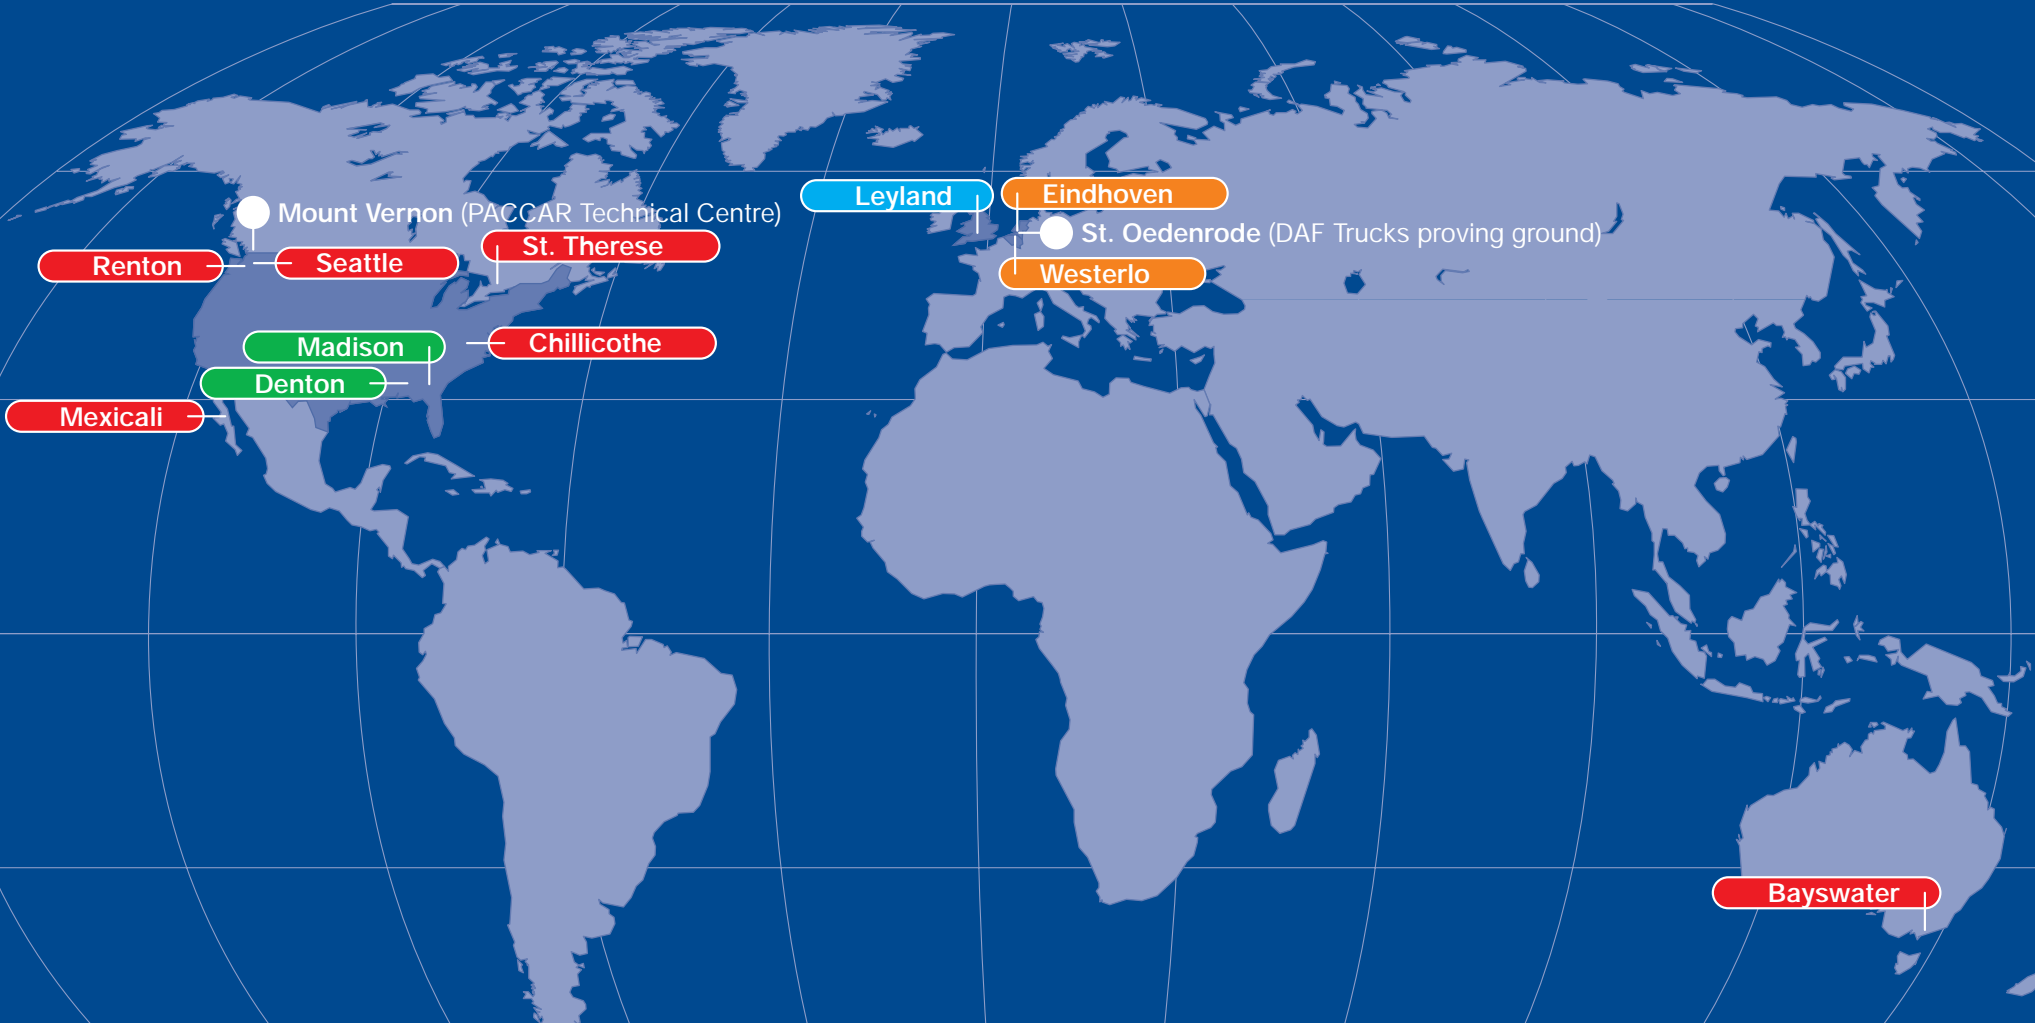 Leyland
Eindhoven
Mount Vernon (PACCAR Technical Centre)
St. Oedenrode (DAF Trucks proving ground)
St. Therese
Renton
Seattle
Westerlo
Madison
Chillicothe
Denton
Mexicali
Bayswater